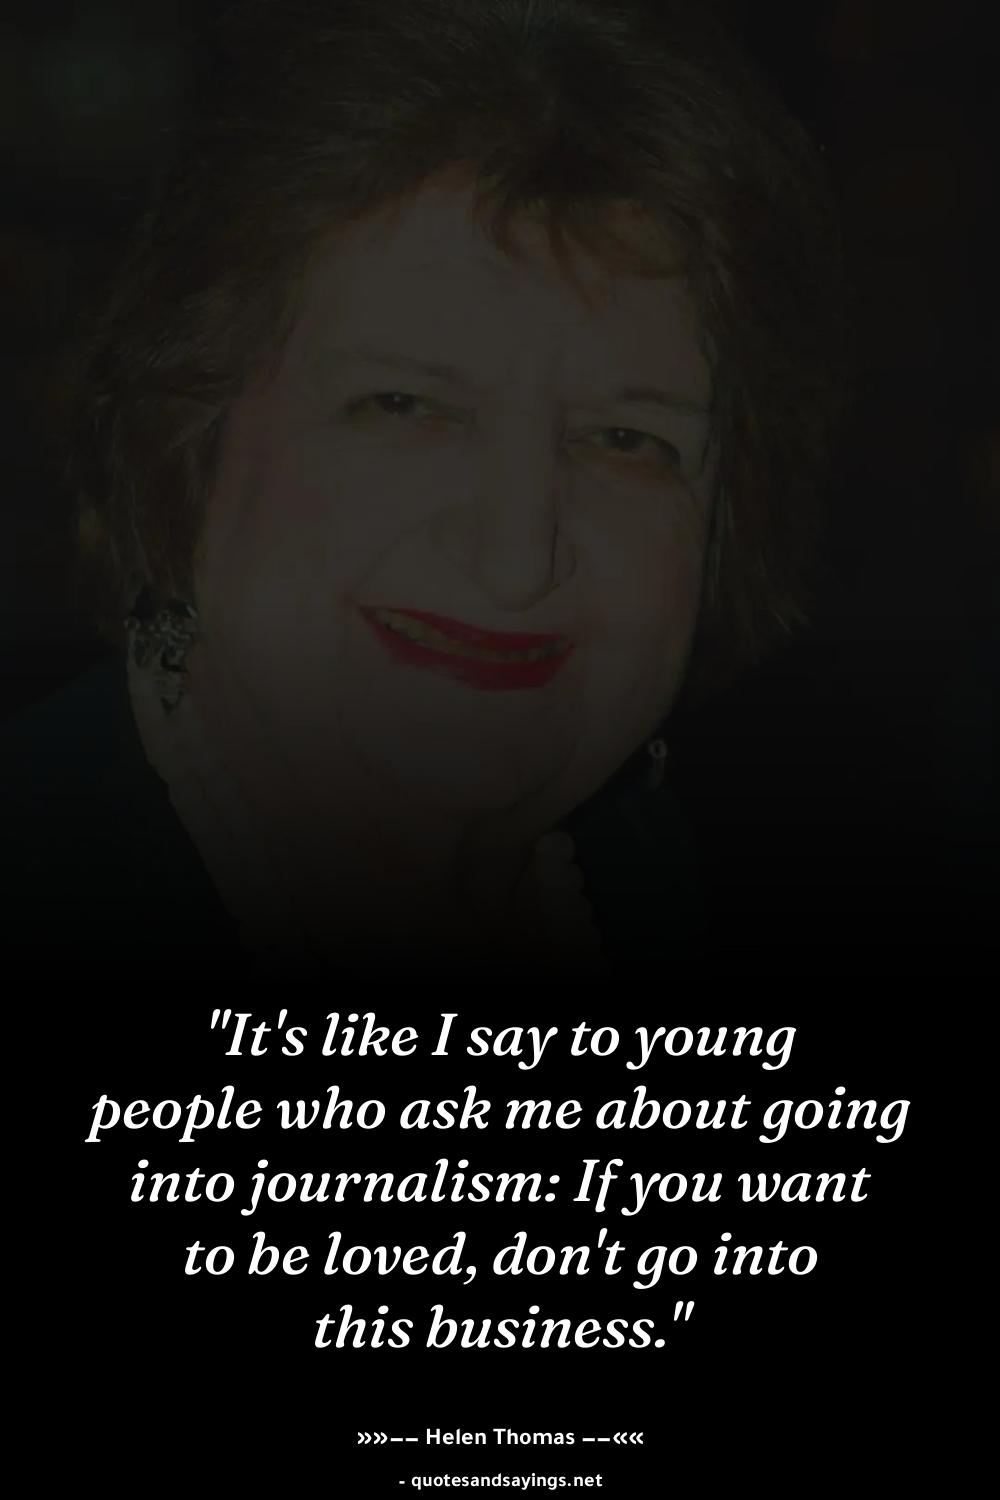 "It's like I say to young
people who ask me about going
into journalism: If you want
to be loved, don't go into
this business."
»»–– Helen Thomas ––««
- quotesandsayings.net